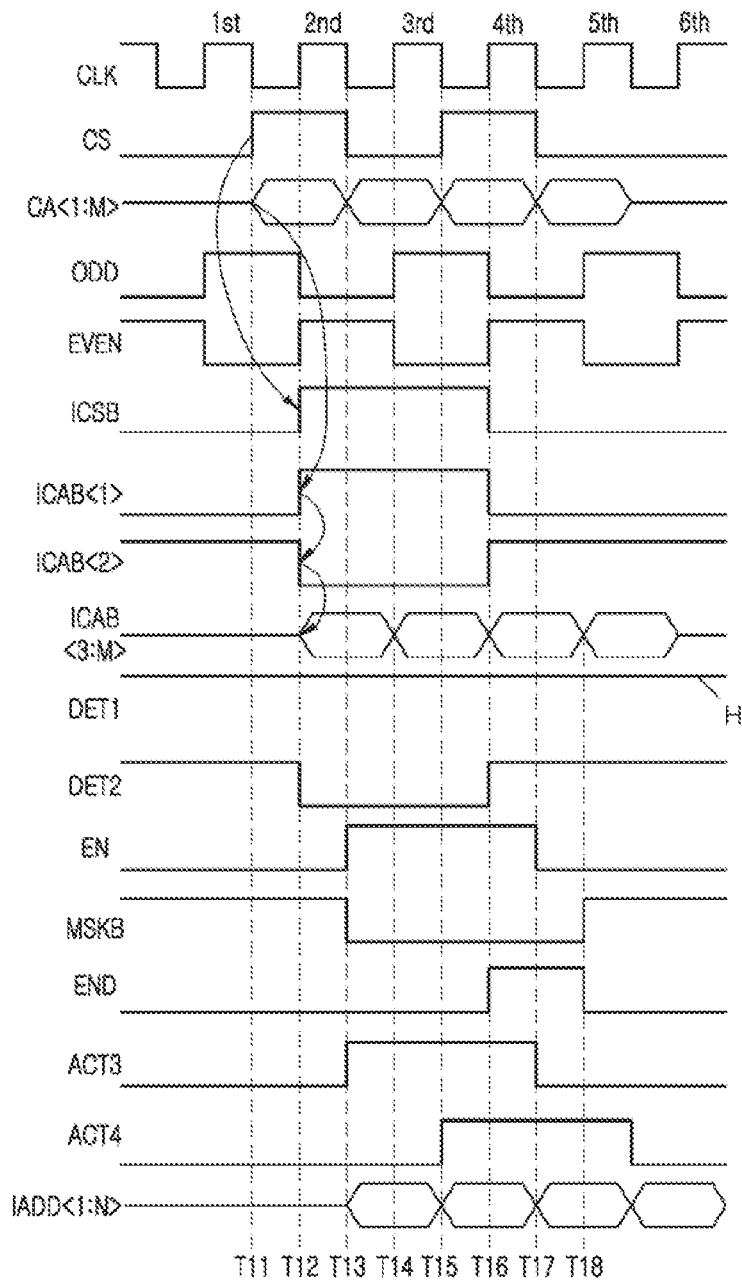 1st 2nd 3rd 4th 5th 6th
CLK
CS
CA<1:M>
ODD
EVEN
ICSB
ICAB<1>
ICAB<2>
ICAB
<3:M>
H
DET1
DET2
EN
MSKB
END
ACT3
ACT4
IADD<1:N>
T11 T12 T13 T14 T15 T16 T17 T18